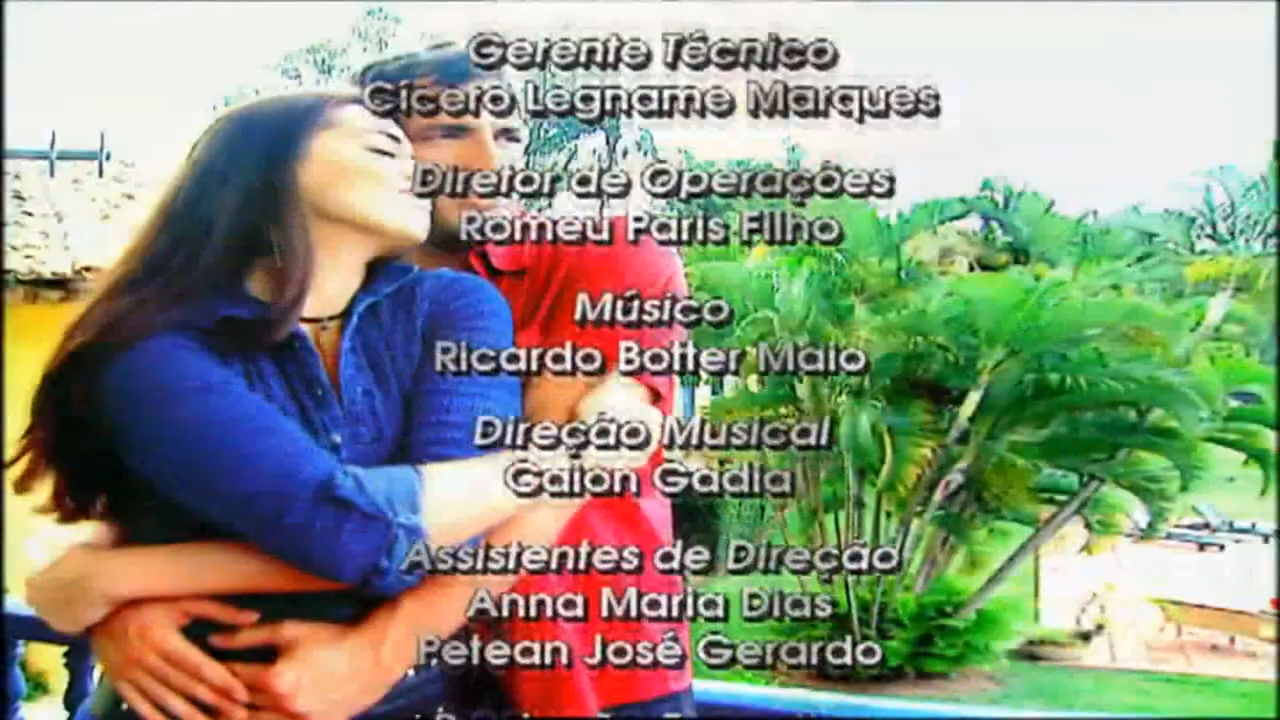 Gerente Técnico
Cícero Legname Marques
Diretor de Operações
Romeu Paris Filho
Músico
Ricardo Botter Maio
Direção Musical
Gaion Gadia
Assistentes de Direção
Anna Maria Dias
Petean José Gerardo